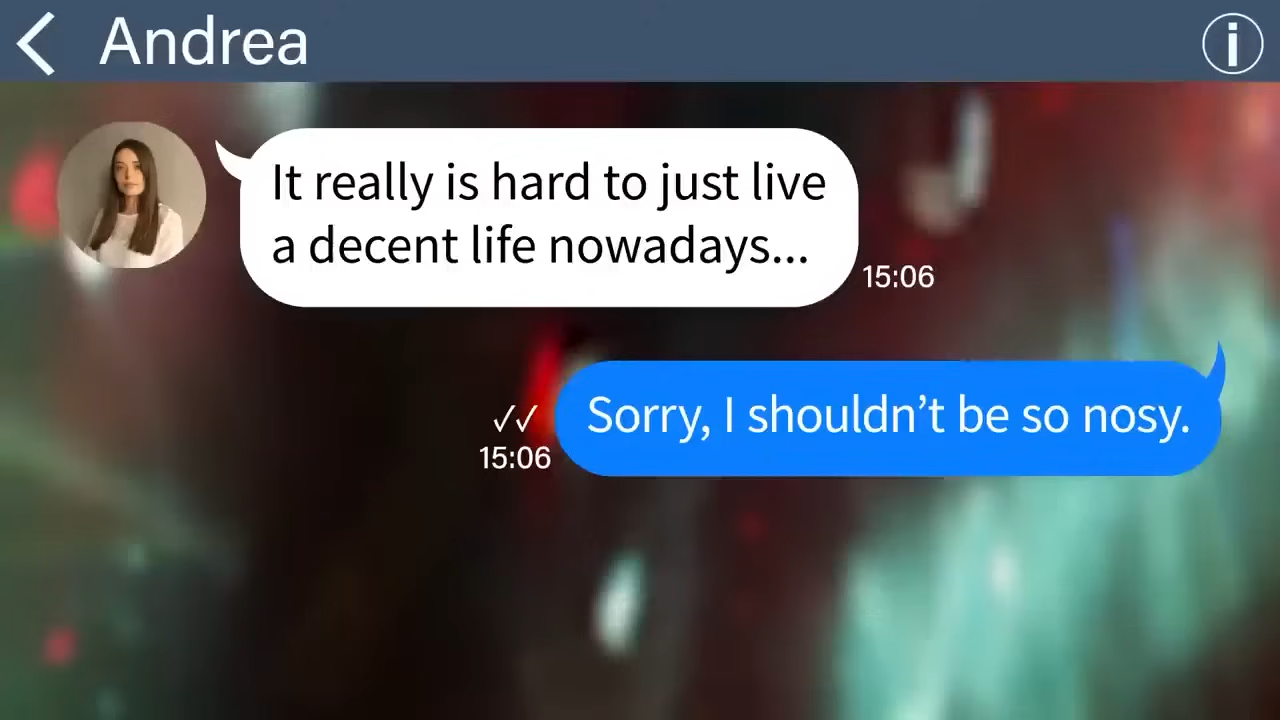 Andrea
It really is hard to just live
a decent life nowadays...
15:06
Sorry, I shouldn’t be so nosy.
✓✓
15:06